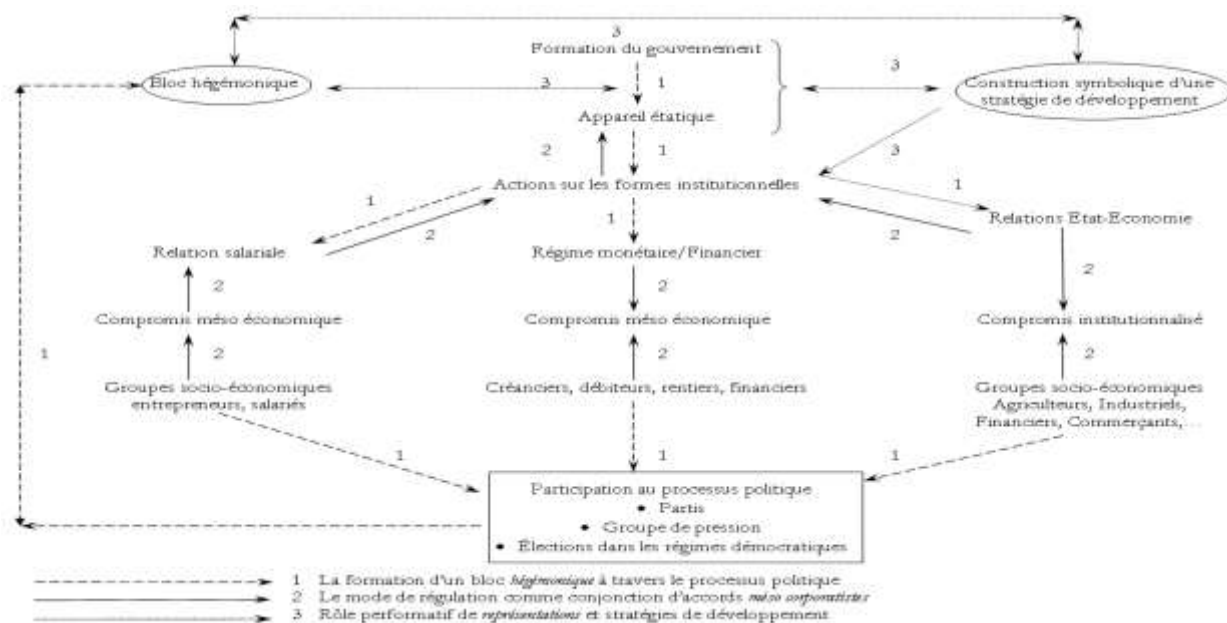 3
Formation du gouvernement
Bloc hégémonique
3
1
3
Construction symbolique d'une
stratégie de développement
Appareil étatique
2
1
3
Actions sur les formes institutionnelles
1
1
1
2
2
Relations Etat-Economie
Relation salariale
Régime monétaire/Financier
2
2
2
Compromis méso économique
Compromis méso économique
Compromis institutionnalisé
1
2
2
2
Groupes socio-économiques
entrepreneurs, salariés
Créanciers, débiteurs, rentiers, financiers
Groupes socio-économiques
Agriculteurs, Industriels,
Financiers, Commerçants,...
1
1
1
Participation au processus politique
• Partis
• Groupe de pression
• Élections dans les régimes démocratiques
1 La formation d'un bloc hégémonique à travers le processus politique
2 Le mode de régulation comme conjonction d'accords méso corporatistes
3 Rôle performatif de représentations et stratégies de développement